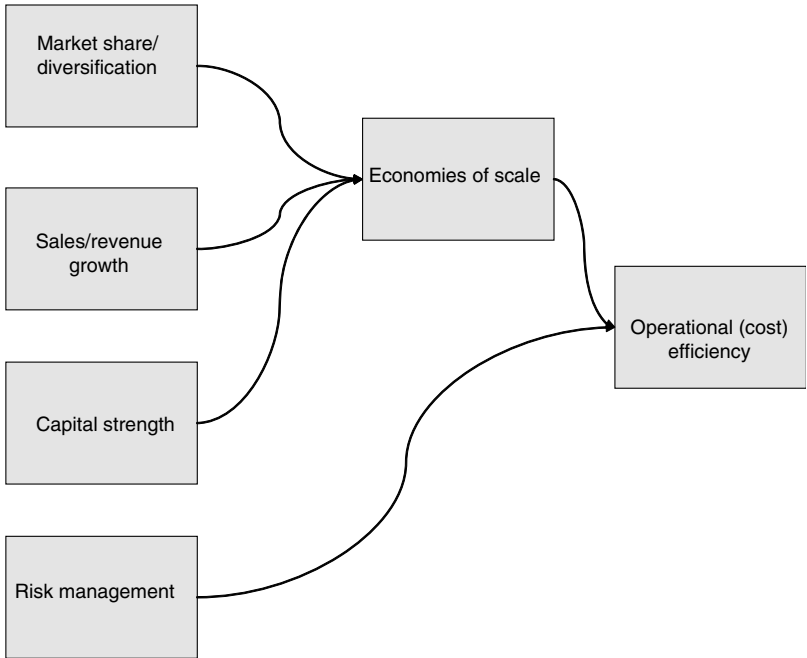 Market share/
diversification
Economies of scale
Sales/revenue
growth
Operational (cost)
efficiency
Capital strength
Risk management